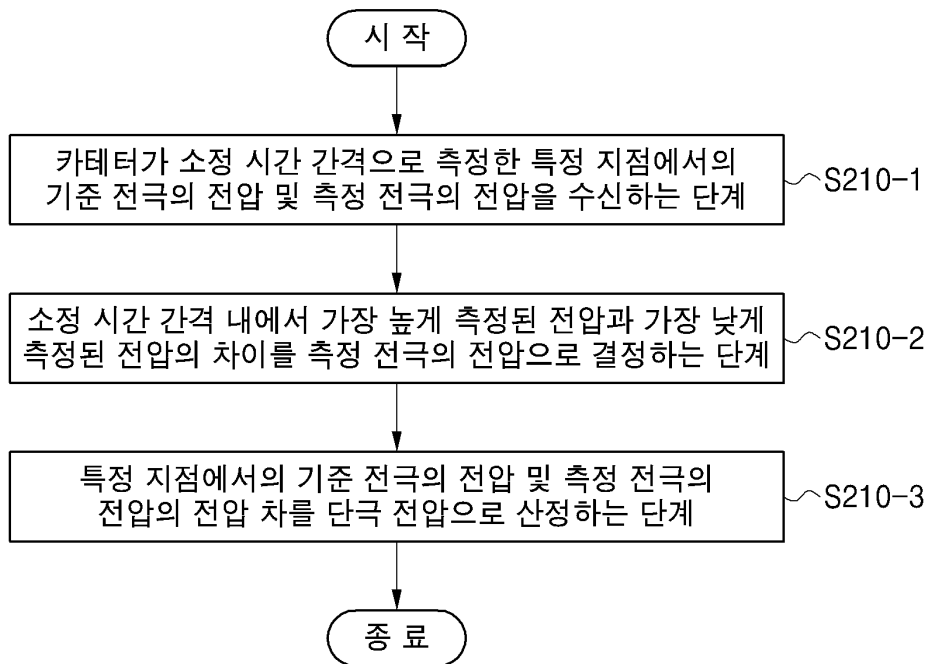 시 작
카테터가 소정 시간 간격으로 측정한 특정 지점에서의
기준 전극의 전압 및 측정 전극의 전압을 수신하는 단계
S210-1
소정 시간 간격 내에서 가장 높게 측정된 전압과 가장 낮게
측정된 전압의 차이를 측정 전극의 전압으로 결정하는 단계
S210-2
특정 지점에서의 기준 전극의 전압 및 측정 전극의
전압의 전압 차를 단극 전압으로 산정하는 단계
S210-3
종 료